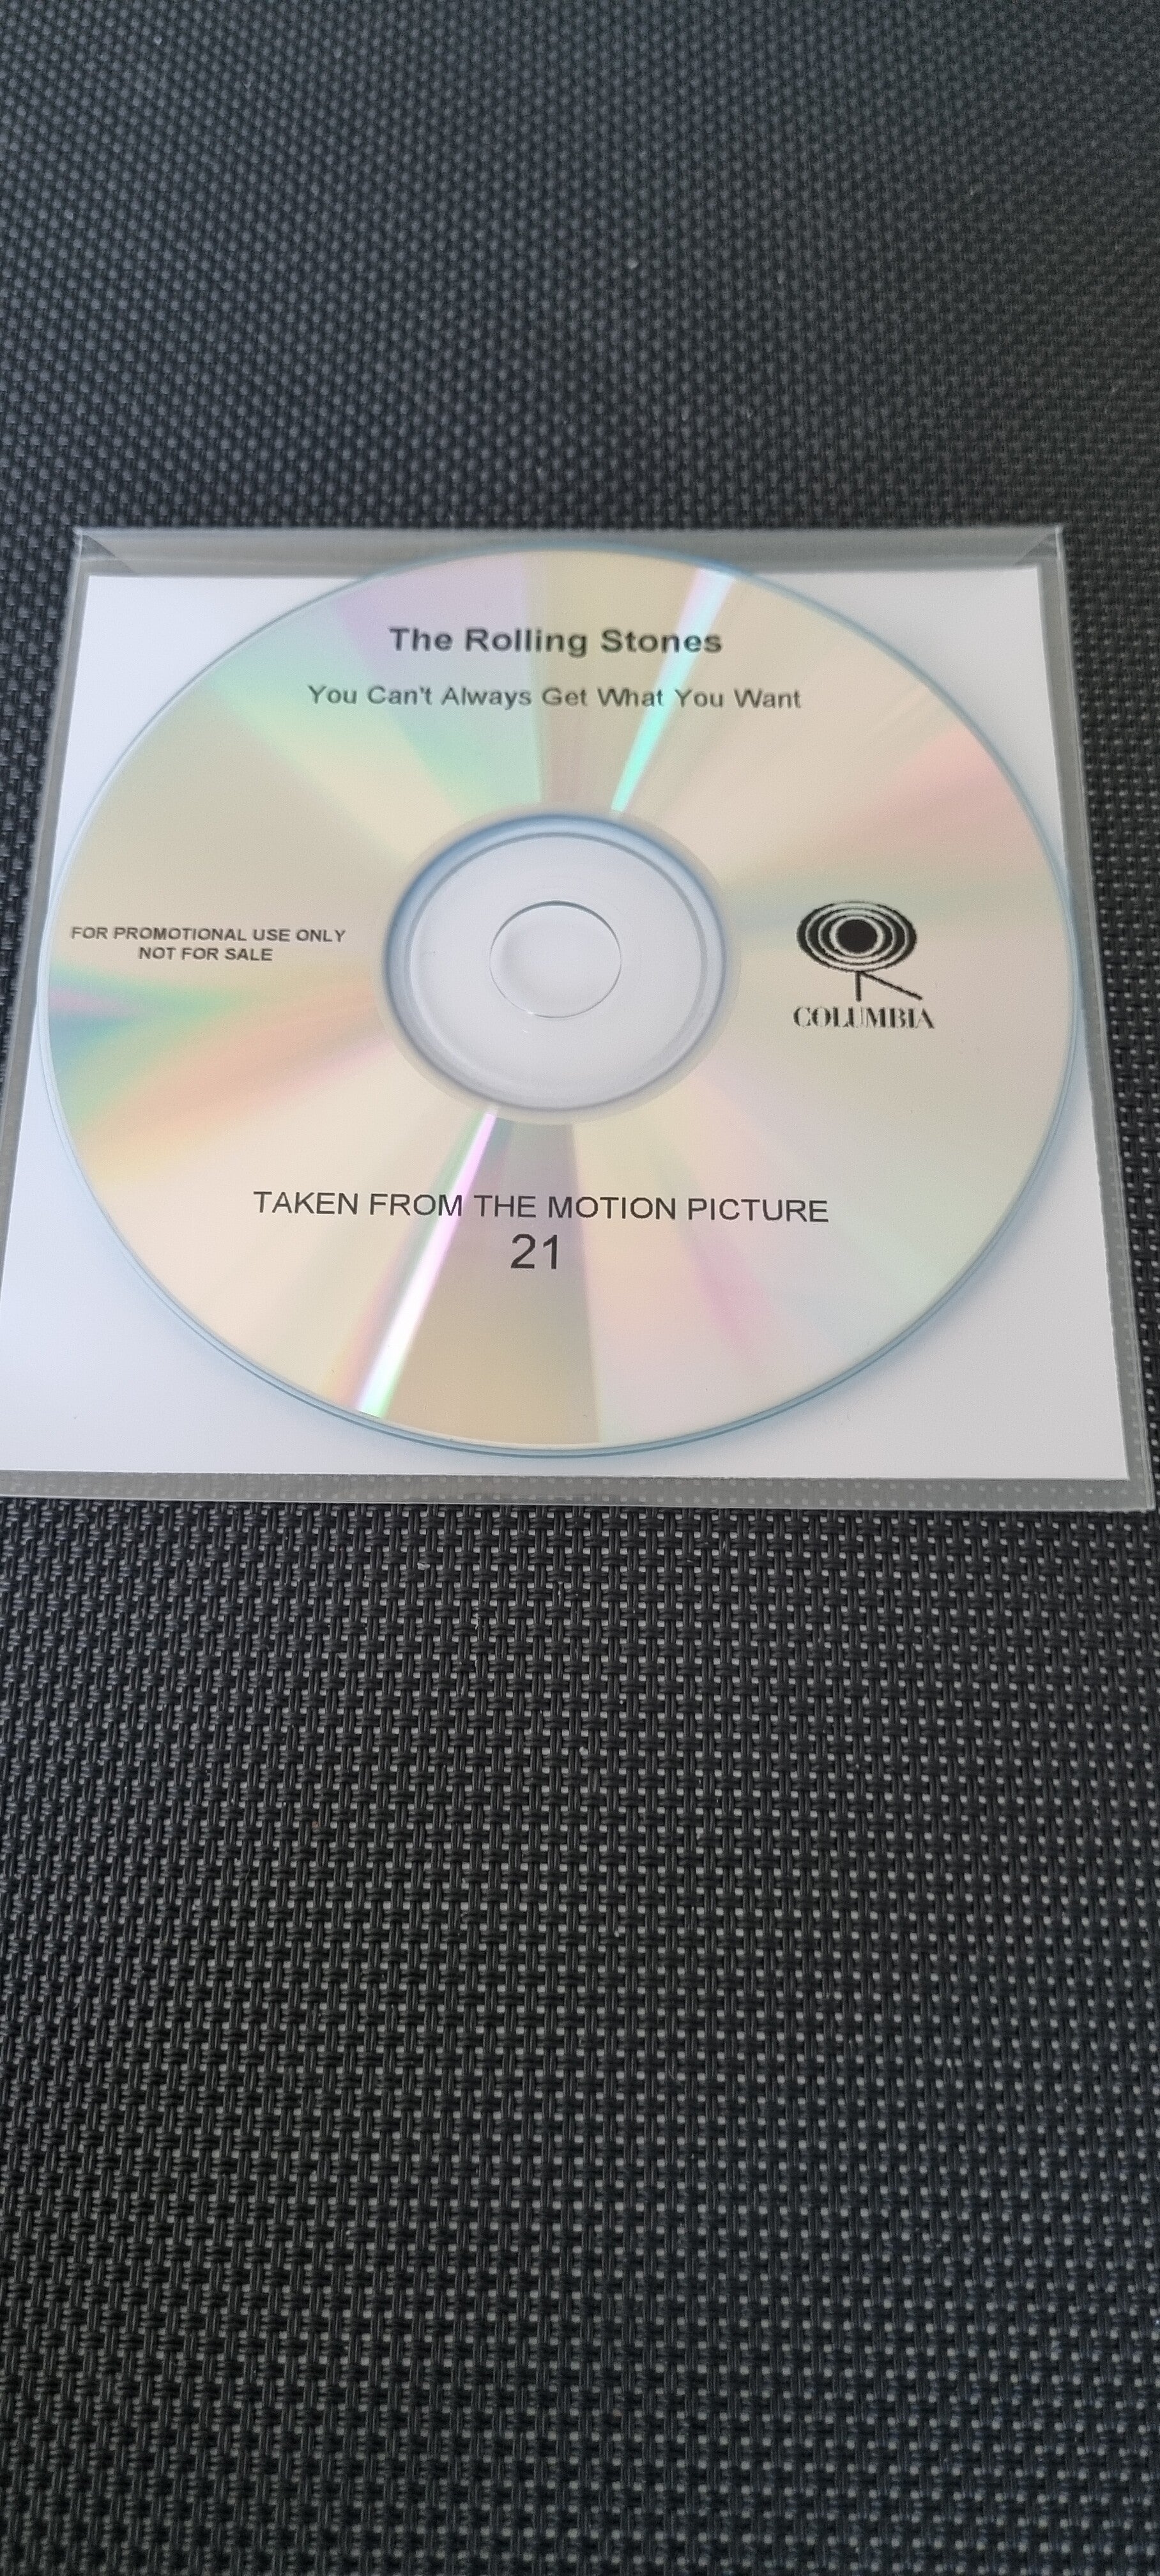 The Rolling Stones
You Can't Always Get What You Want
FOR PROMOTIONAL USE ONLY
NOT FOR SALE
COLUMBIA
TAKEN FROM THE MOTION PICTURE
21